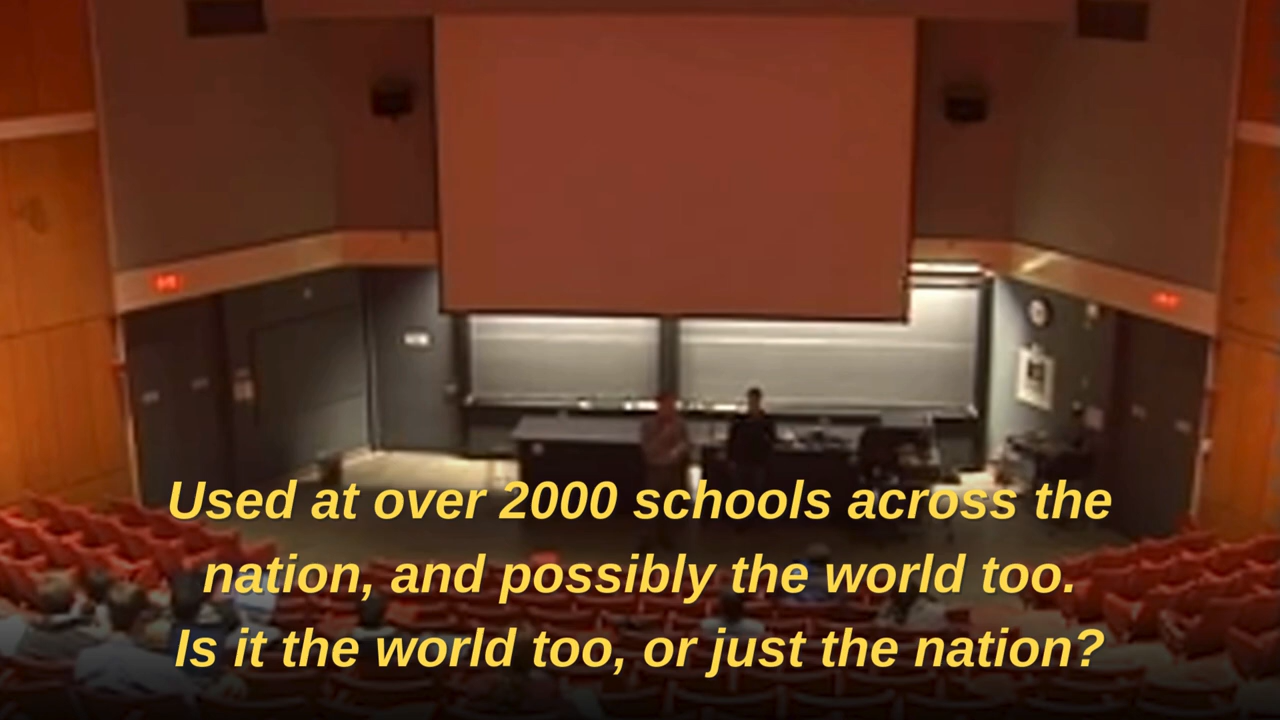 Used at over 2000 schools across the
nation, and possibly the world too.
Is it the world too, or just the nation?